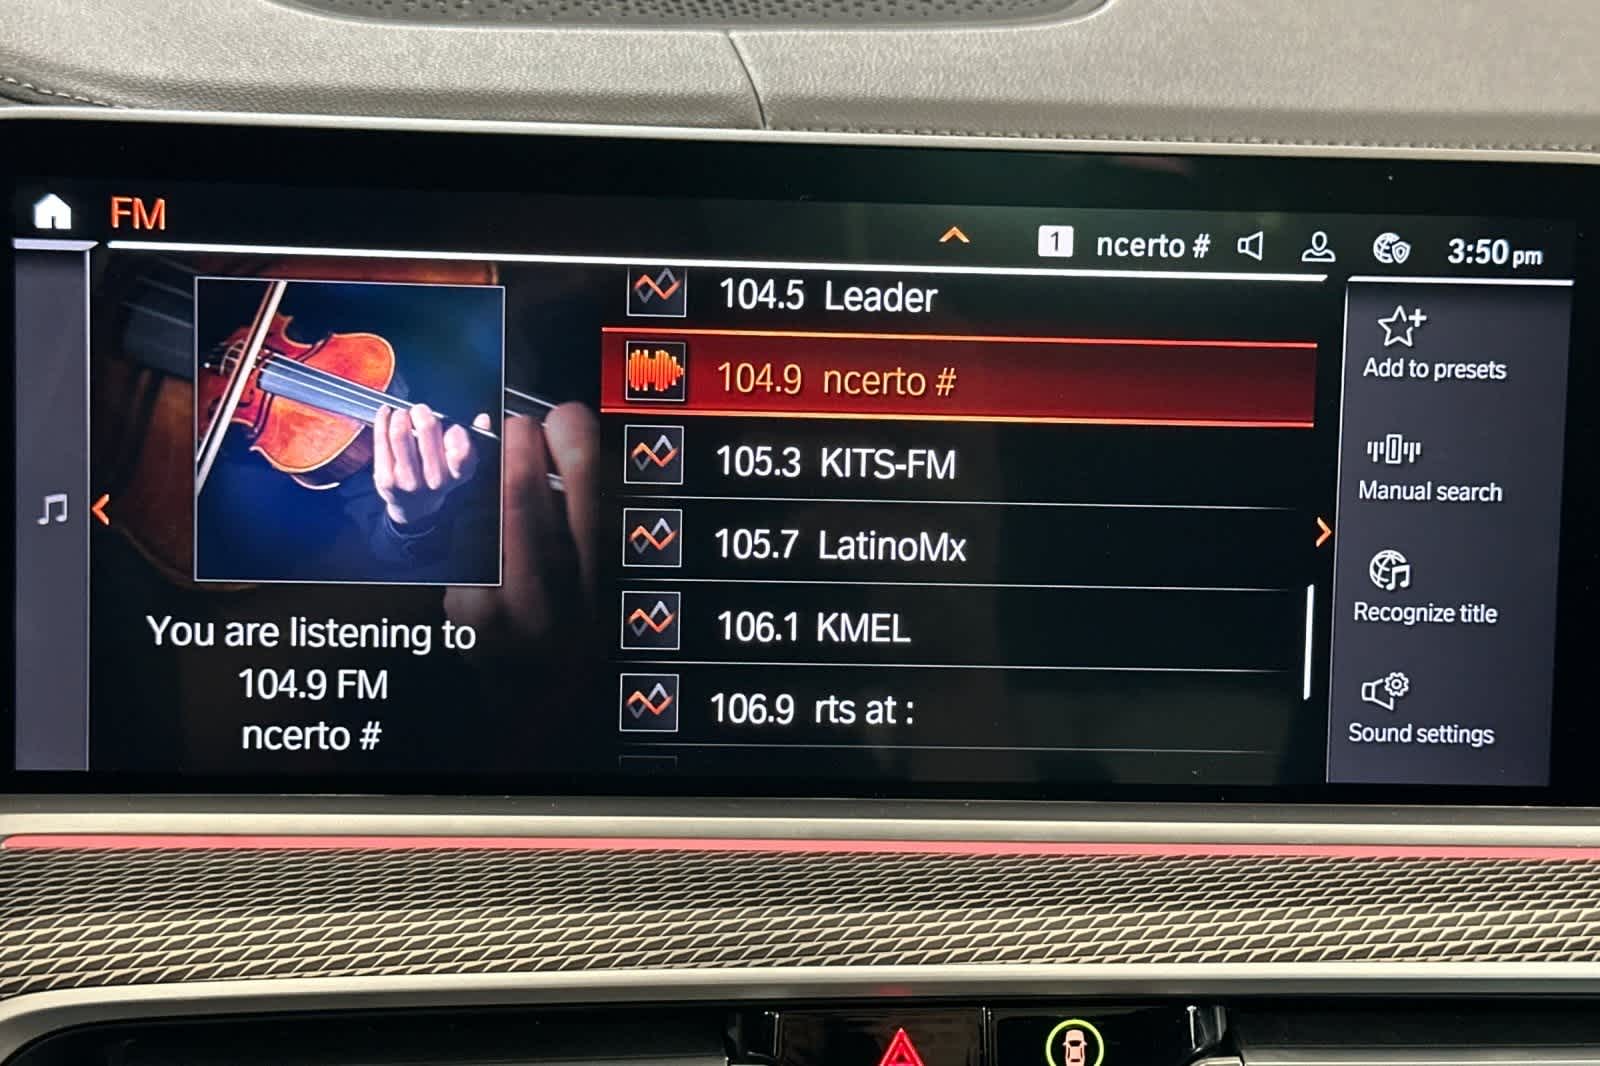 FM
1 ncerto # 3:50 pm
104.5 Leader
104.9 ncerto #
105.3 KITS-FM
105.7 LatinoMx
106.1 KMEL
106.9 rts at :
You are listening to
104.9 FM
ncerto #
Add to presets
Manual search
Recognize title
Sound settings